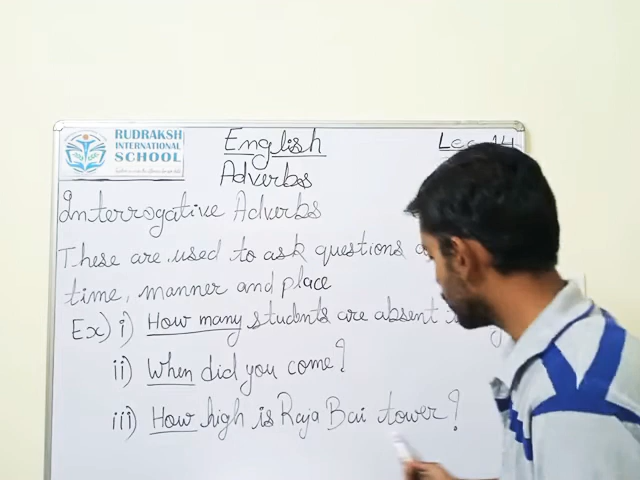 RUDRAKSH
INTERNATIONAL
SCHOOL
English
Lec 14
Adverbs
Interrogative Adverbs
These are used to ask questions
time, manner and place
Ex) i) How many students are absent
ii) When did you come?
iii) How high is Raja Bai tower?